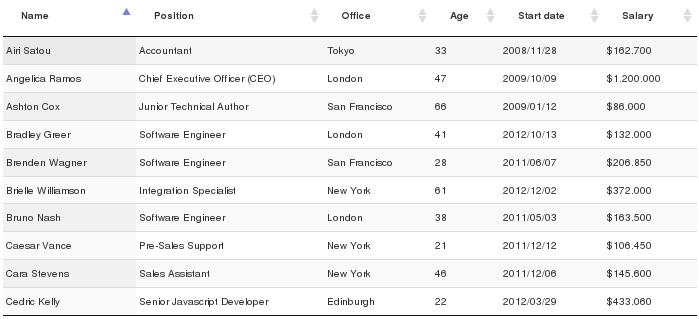 Name Position Office Age Start date Salary
Airi Satou Accountant Tokyo 33 2008/11/28 $162.700
Angelica Ramos Chief Executive Officer (CEO) London 47 2009/10/09 $1,200.000
Ashton Cox Junior Technical Author San Francisco 66 2009/01/12 $86.000
Bradley Greer Software Engineer London 41 2012/10/13 $132.000
Brenden Wagner Software Engineer San Francisco 28 2011/06/07 $206.850
Brielle Williamson Integration Specialist New York 61 2012/12/02 $372.000
Bruno Nash Software Engineer London 38 2011/05/03 $163.500
Caesar Vance Pre-Sales Support New York 21 2011/12/12 $106.450
Cara Stevens Sales Assistant New York 46 2011/12/06 $145.600
Cedric Kelly Senior Javascript Developer Edinburgh 22 2012/03/29 $433.060